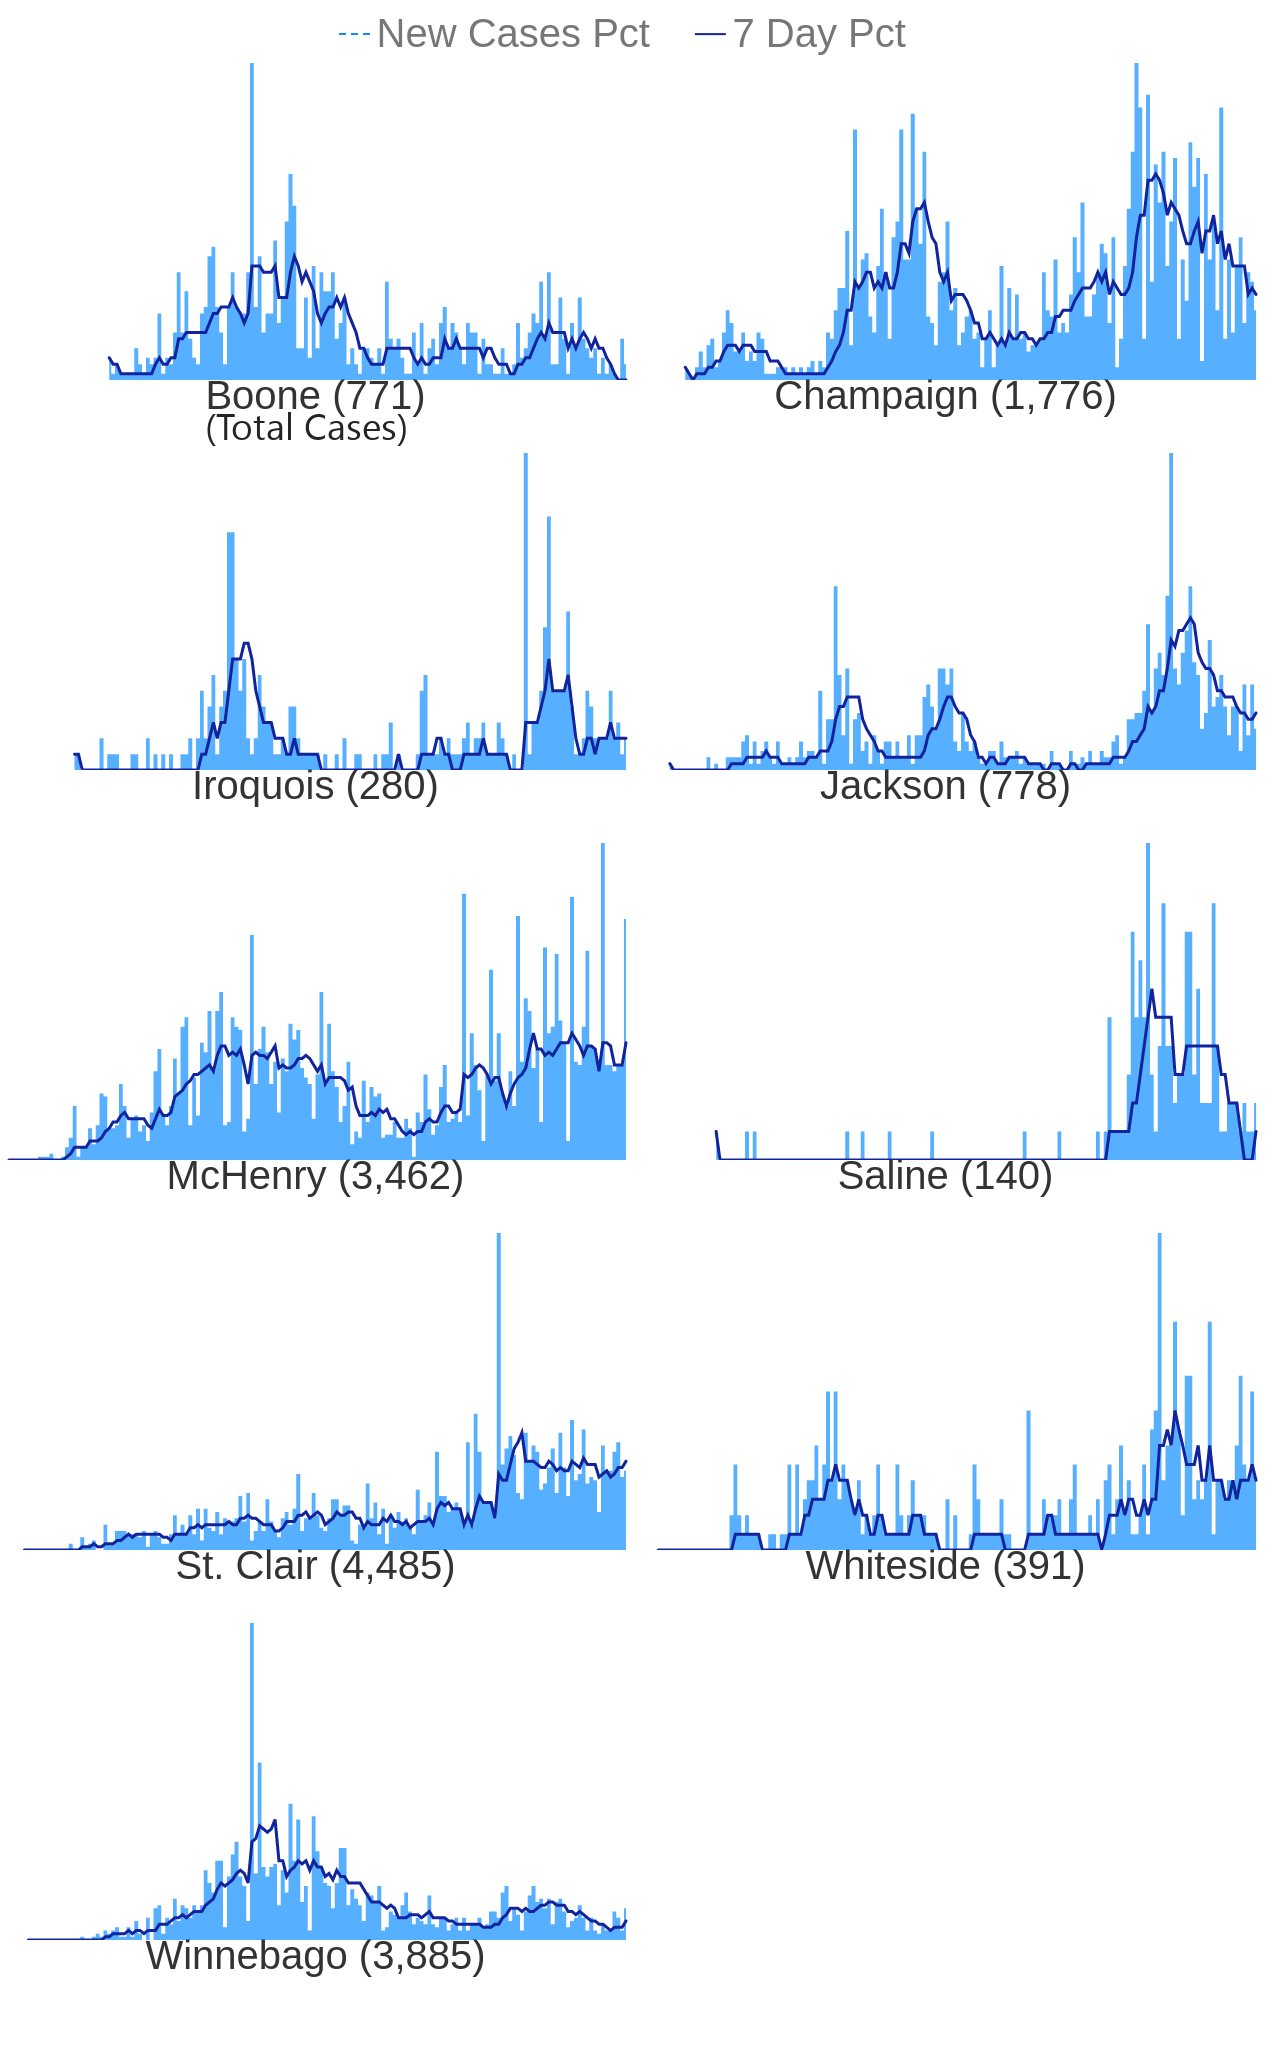 New Cases Pct 7 Day Pct
Boone (771)
(Total Cases)
Champaign (1,776)
Iroquois (280)
Jackson (778)
McHenry (3,462)
Saline (140)
St. Clair (4,485)
Whiteside (391)
Winnebago (3,885)